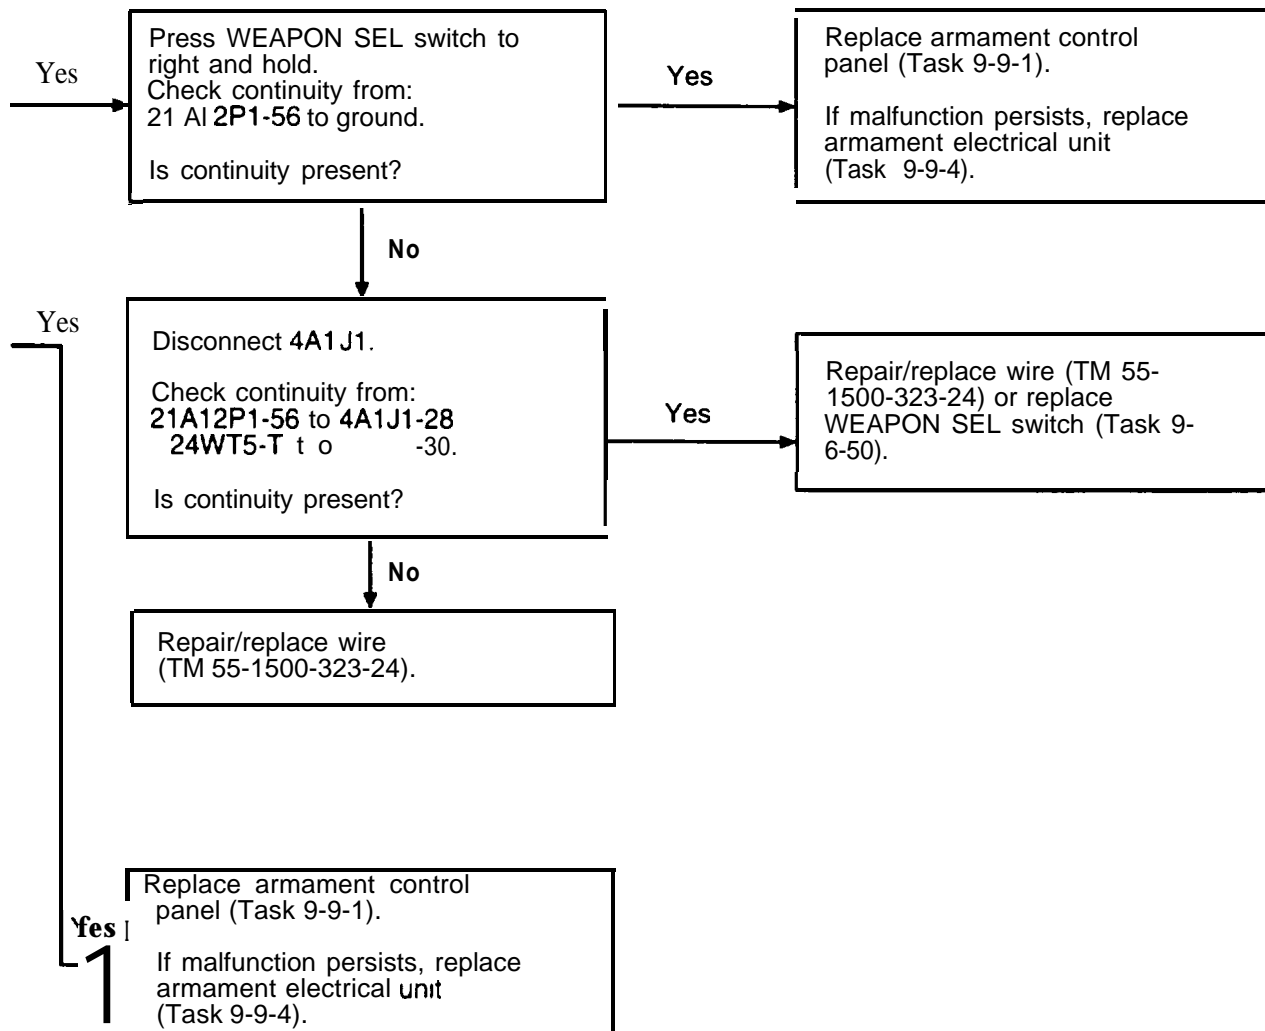 Yes
Press WEAPON SEL switch to
right and hold.
Check continuity from:
21 Al 2P1-56 to ground.
Is continuity present?
Yes
Replace armament control
panel (Task 9-9-1).
If malfunction persists, replace
armament electrical unit
(Task 9-9-4).
No
Yes
Disconnect 4A1J1.
Check continuity from:
21A12P1-56 to 4A1J1-28
24WT5-T t o -30.
Is continuity present?
Yes
Repair/replace wire (TM 55-
1500-323-24) or replace
WEAPON SEL switch (Task 9-
6-50).
No
Repair/replace wire
(TM 55-1500-323-24).
Yes
Replace armament control
panel (Task 9-9-1).
If malfunction persists, replace
armament electrical unit
(Task 9-9-4).